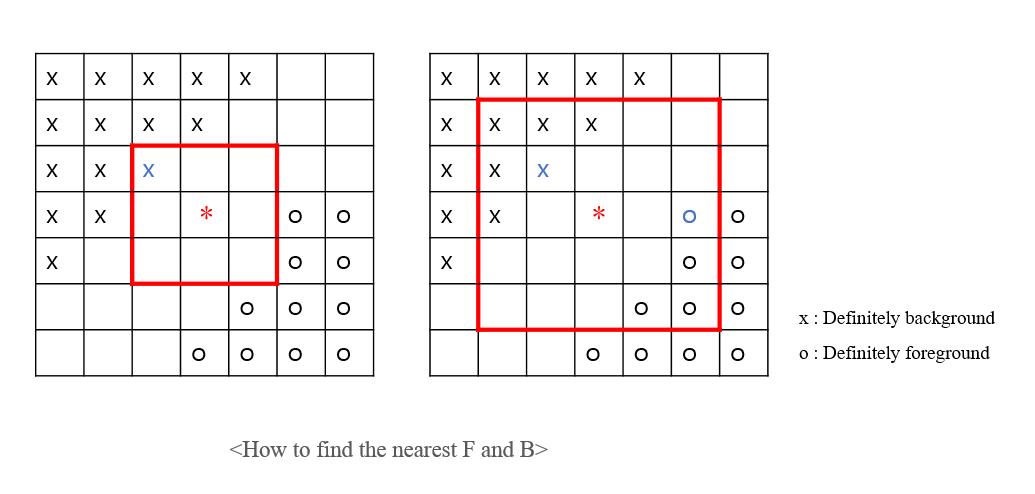 x x x x x x x x x x
x x x x x x x x
x x x x x x
x x * o o x x * o o
x o o x o o
o o o o o o
o o o o o o o o
x : Definitely background
o : Definitely foreground
<How to find the nearest F and B>